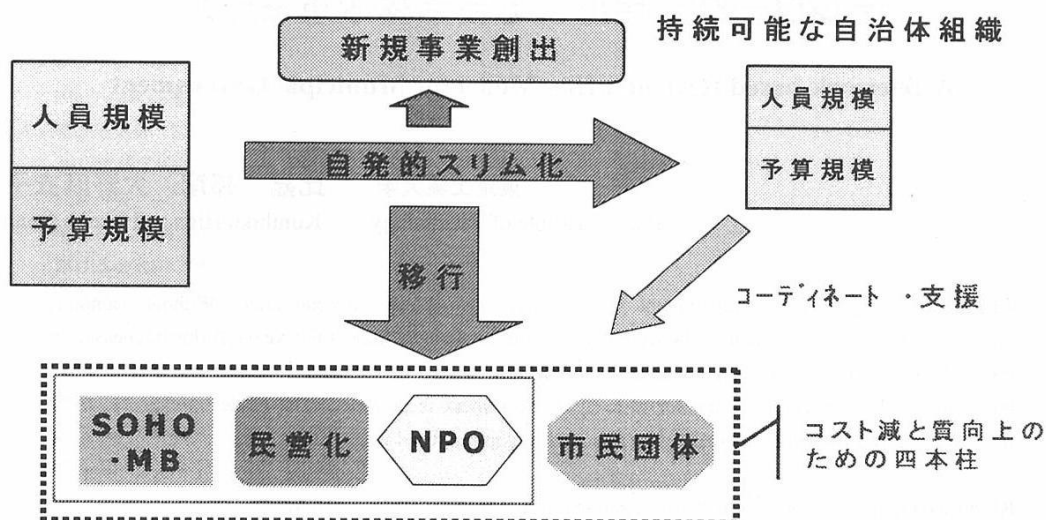 新規事業創出
持続可能な自治体組織
人員規模
予算規模
自発的スリム化
人員規模
予算規模
移行
コーディネート・支援
SOHO
・MB
民営化
NPO
市民団体
コスト減と質向上の
ための四本柱